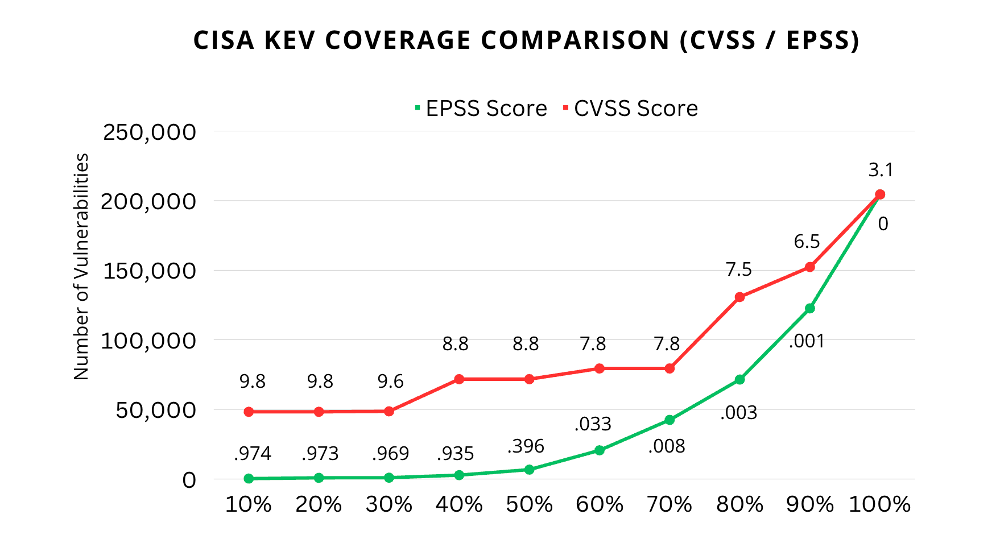 CISA KEV COVERAGE COMPARISON (CVSS / EPSS)
EPSS Score CVSS Score
Number of Vulnerabilities
250,000
200,000
150,000
100,000
50,000
0
3.1
0
6.5
7.5
.001
8.8 8.8 7.8 7.8
9.8 9.8 9.6
.003
.033
.974 .973 .969 .935 .396 .008
10% 20% 30% 40% 50% 60% 70% 80% 90% 100%